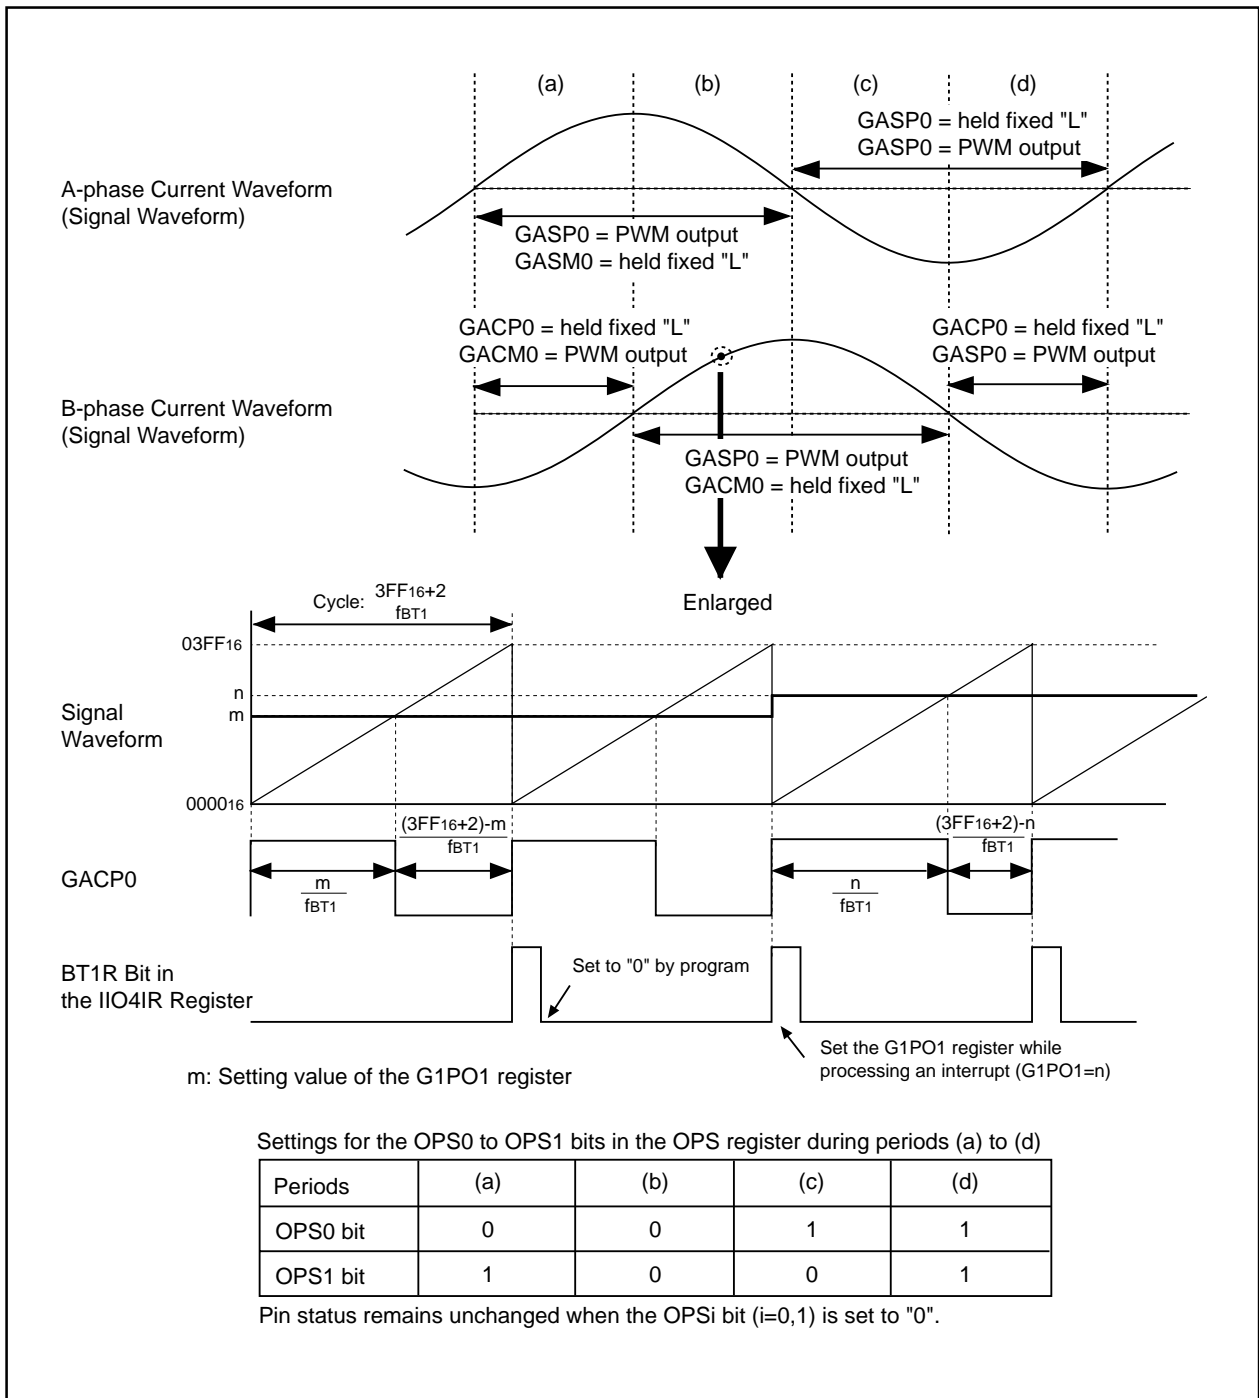 (a) (b) (c) (d)
GASP0 = held fixed "L"
GASP0 = PWM output
A-phase Current Waveform
(Signal Waveform)
GASP0 = PWM output
GASM0 = held fixed "L"
GACP0 = held fixed "L"
GACM0 = PWM output
GACP0 = held fixed "L"
GASP0 = PWM output
B-phase Current Waveform
(Signal Waveform)
GASP0 = PWM output
GACM0 = held fixed "L"
Enlarged
Cycle: 3FF16+2
fBT1
03FF16
n
m
Signal
Waveform
000016
(3FF16+2)-m
fBT1
(3FF16+2)-n
fBT1
GACP0
m
fBT1
n
fBT1
BT1R Bit in
the IIO4IR Register
Set to "0" by program
Set the G1PO1 register while
processing an interrupt (G1PO1=n)
m: Setting value of the G1PO1 register
Settings for the OPS0 to OPS1 bits in the OPS register during periods (a) to (d)
Periods (a) (b) (c) (d)
OPS0 bit 0 0 1 1
OPS1 bit 1 0 0 1
Pin status remains unchanged when the OPSi bit (i=0,1) is set to "0".